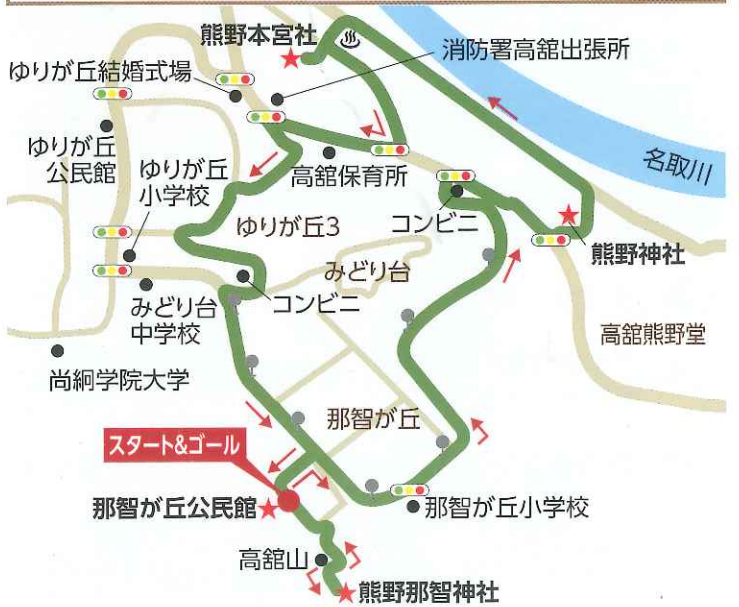 熊野本宮社
消防署高舘出張所
ゆりが丘結婚式場
ゆりが丘
公民館
ゆりが丘
小学校
高舘保育所
名取川
コンビニ
ゆりが丘3
熊野神社
みどり台
コンビニ
みどり台
中学校
高舘熊野堂
尚絅学院大学
那智が丘
スタート&ゴール
那智が丘公民館
那智が丘小学校
高舘山
熊野那智神社